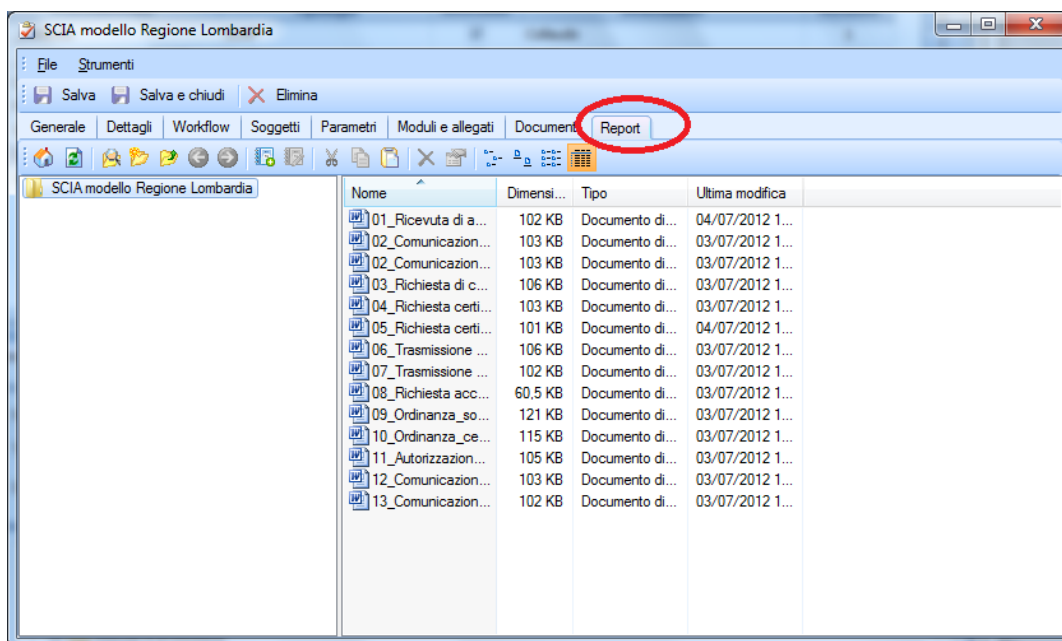 SCIA modello Regione Lombardia
File Strumenti
Salva Salva e chiudi Elimina
Generale Dettagli Workflow Soggetti Parametri Moduli e allegati Documenti Report
SCIA modello Regione Lombardia
Nome Dimensi... Tipo Ultima modifica
01_Ricevuta di a... 102 KB Documento di... 04/07/2012 1...
02_Comunicazion... 103 KB Documento di... 03/07/2012 1...
02_Comunicazion... 103 KB Documento di... 03/07/2012 1...
03_Richiesta di c... 106 KB Documento di... 03/07/2012 1...
04_Richiesta certi... 103 KB Documento di... 03/07/2012 1...
05_Richiesta certi... 101 KB Documento di... 04/07/2012 1...
06_Trasmissione ... 106 KB Documento di... 03/07/2012 1...
07_Trasmissione ... 102 KB Documento di... 03/07/2012 1...
08_Richiesta acc... 60,5 KB Documento di... 03/07/2012 1...
09_Ordinanza_so... 121 KB Documento di... 03/07/2012 1...
10_Ordinanza_ce... 115 KB Documento di... 03/07/2012 1...
11_Autorizzazion... 105 KB Documento di... 03/07/2012 1...
12_Comunicazion... 103 KB Documento di... 03/07/2012 1...
13_Comunicazion... 102 KB Documento di... 03/07/2012 1...